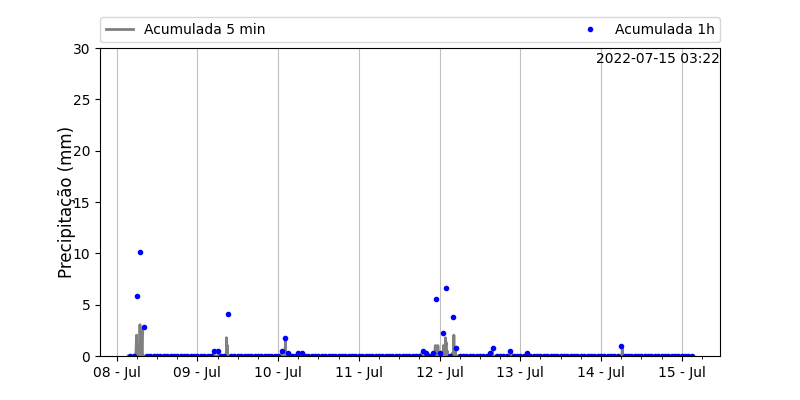 Acumulada 5 min
Acumulada 1h
2022-07-15 03:22
Precipitação (mm)
30
25
20
15
10
5
0
08 - Jul
09 - Jul
10 - Jul
11 - Jul
12 - Jul
13 - Jul
14 - Jul
15 - Jul